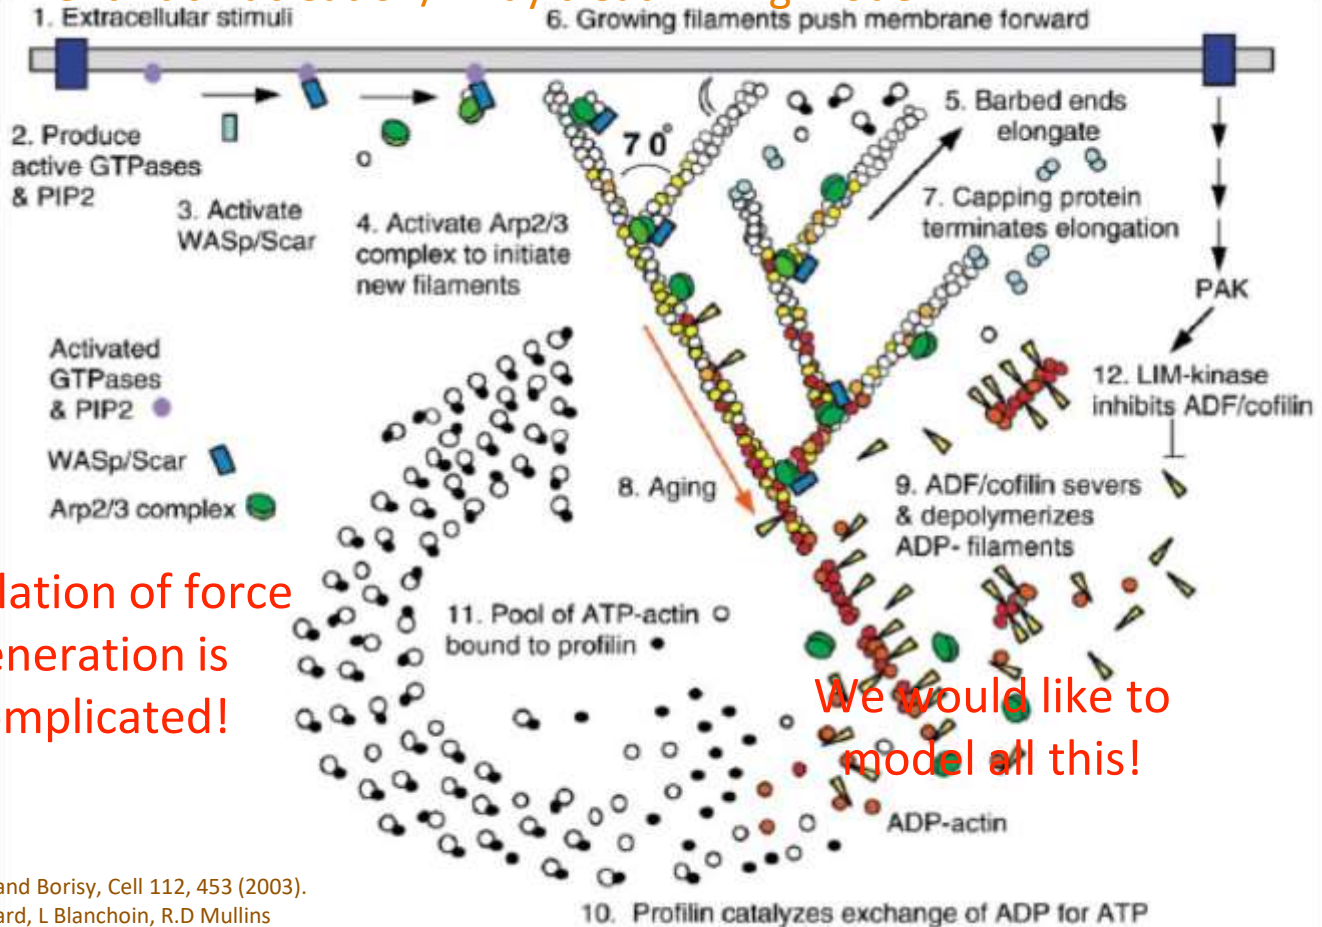 1. Extracellular stimuli
6. Growing filaments push membrane forward
2. Produce
active GTPases
& PIP2
3. Activate
WASp/Scar
4. Activate Arp2/3
complex to initiate
new filaments
70°
5. Barbed ends
elongate
7. Capping protein
terminates elongation
PAK
12. LIM-kinase
inhibits ADF/cofilin
Activated
GTPases
& PIP2
WASp/Scar
Arp2/3 complex
8. Aging
9. ADF/cofilin severs
& depolymerizes
ADP- filaments
lation of force
eneration is
mplicated!
11. Pool of ATP-actin
bound to profilin
We would like to
model all this!
ADP-actin
and Borisy, Cell 112, 453 (2003).
ard, L Blanchoin, R.D Mullins
10. Profilin catalyzes exchange of ADP for ATP